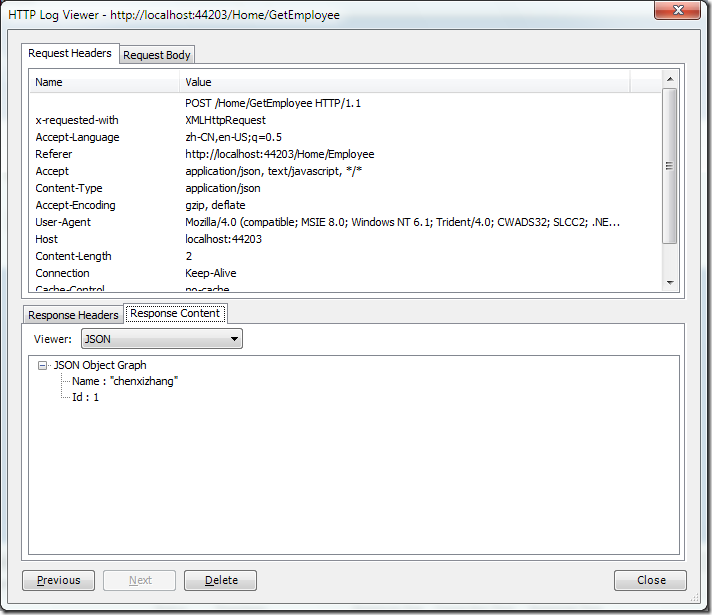 HTTP Log Viewer - http://localhost:44203/Home/GetEmployee
Request Headers Request Body
Name Value
POST /Home/GetEmployee HTTP/1.1
x-requested-with XMLHttpRequest
Accept-Language zh-CN,en-US;q=0.5
Referer http://localhost:44203/Home/Employee
Accept application/json, text/javascript, */*
Content-Type application/json
Accept-Encoding gzip, deflate
User-Agent Mozilla/4.0 (compatible; MSIE 8.0; Windows NT 6.1; Trident/4.0; CWADS32; SLCC2; .NE...
Host localhost:44203
Content-Length 2
Connection Keep-Alive
Cache-Control no-cache
Response Headers Response Content
Viewer: JSON
JSON Object Graph
Name : "chenxizhang"
Id : 1
Previous Next Delete Close